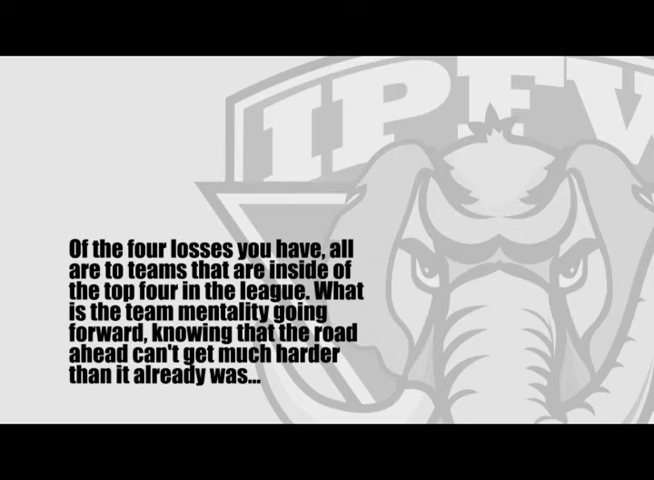 IPFW
Of the four losses you have, all
are to teams that are inside of
the top four in the league. What
is the team mentality going
forward, knowing that the road
ahead can't get much harder
than it already was...